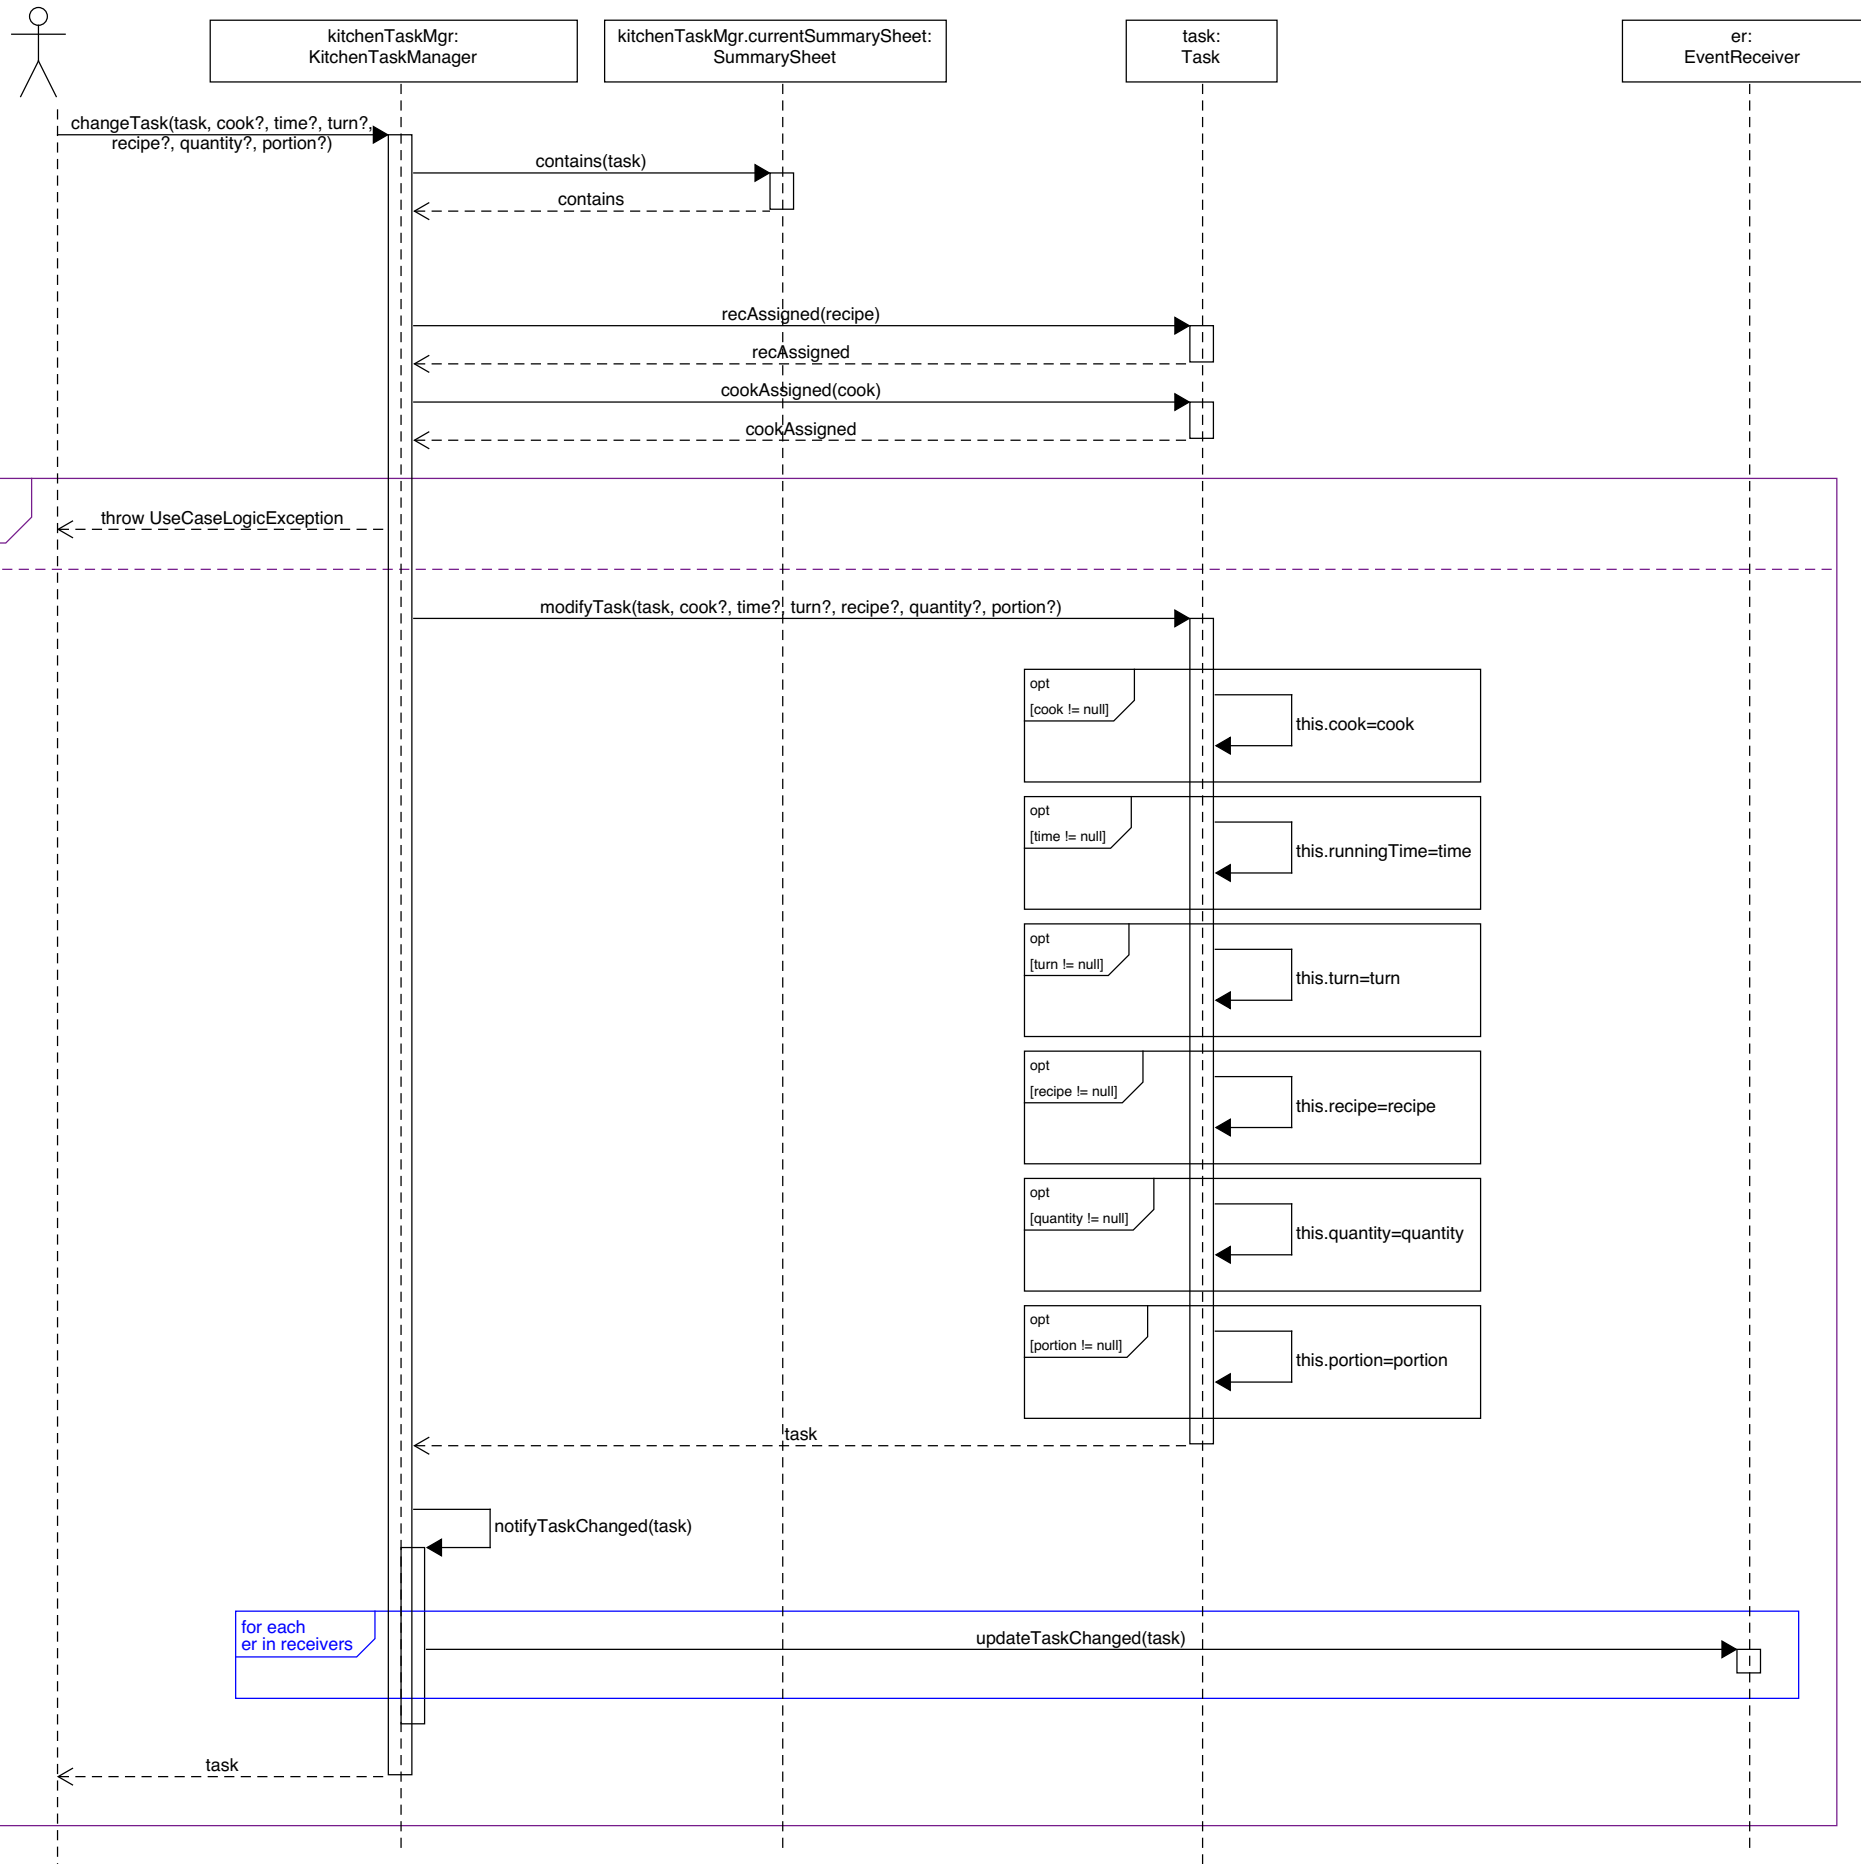 kitchenTaskMgr:
KitchenTaskManager
kitchenTaskMgr.currentSummarySheet:
SummarySheet
task:
Task
er:
EventReceiver
changeTask(task, cook?, time?, turn?,
recipe?, quantity?, portion?)
contains(task)
contains
recAssigned(recipe)
recAssigned
cookAssigned(cook)
cookAssigned
throw UseCaseLogicException
modifyTask(task, cook?, time?, turn?, recipe?, quantity?, portion?)
opt
[cook != null]
this.cook=cook
opt
[time != null]
this.runningTime=time
opt
[turn != null]
this.turn=turn
opt
[recipe != null]
this.recipe=recipe
opt
[quantity != null]
this.quantity=quantity
opt
[portion != null]
this.portion=portion
task
notifyTaskChanged(task)
for each
er in receivers
updateTaskChanged(task)
task